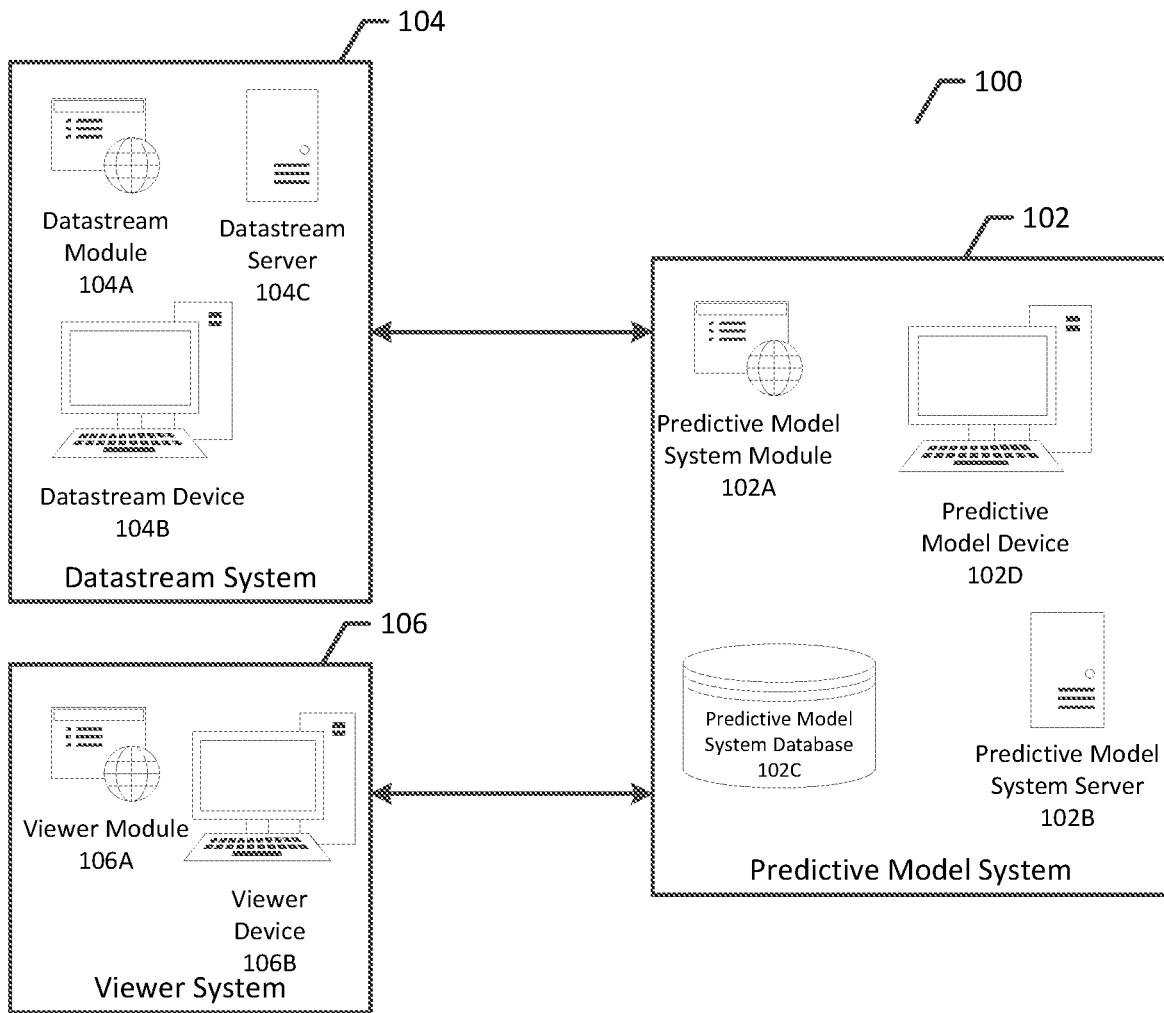 104
Datastream
Module
104A
Datastream
Server
104C
Datastream Device
104B
Datastream System
100
102
Predictive Model
System Module
102A
Predictive
Model Device
102D
Predictive Model
System Database
102C
Predictive Model
System Server
102B
Predictive Model System
106
Viewer Module
106A
Viewer
Device
106B
Viewer System